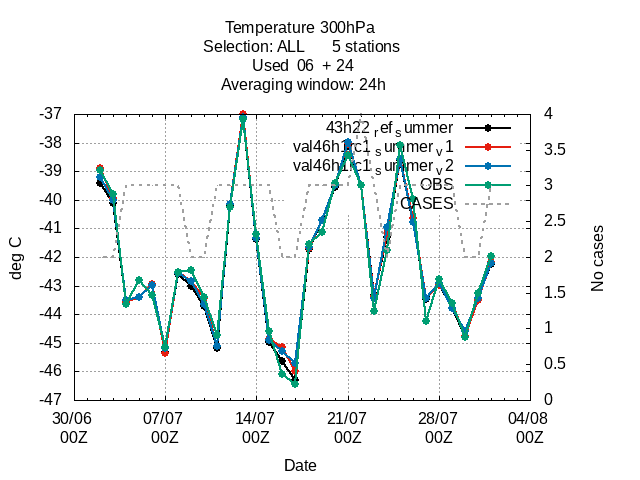 Temperature 300hPa
Selection: ALL 5 stations
Used 06 + 24
Averaging window: 24h
-37
-38
-39
-40
-41
-42
-43
-44
-45
-46
-47
4
3.5
3
2.5
2
1.5
1
0.5
0
43h22refsummer
val46h1rc1summerv1
val46h1rc1summerv2
OBS
CASES
deg C
No cases
30/06 07/07 14/07 21/07 28/07 04/08
00Z 00Z 00Z 00Z 00Z 00Z
Date